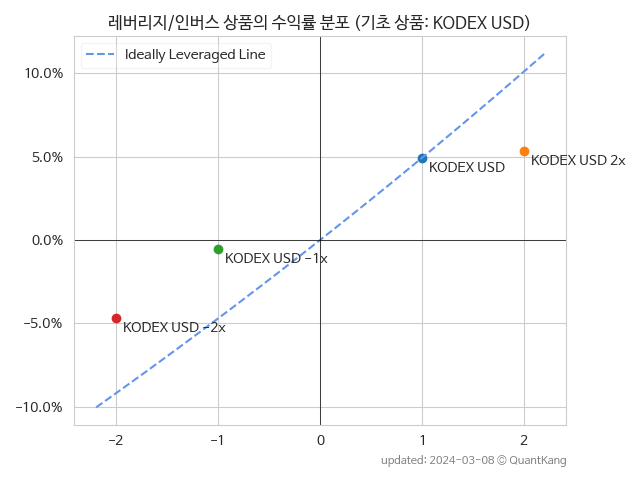 레버리지/인버스 상품의 수익률 분포 (기초 상품: KODEX USD)
Ideally Leveraged Line
10.0%
5.0%
0.0%
−5.0%
−10.0%
KODEX USD 2x
KODEX USD
KODEX USD −1x
KODEX USD −2x
−2 −1 0 1 2
updated: 2024-03-08 © QuantKang